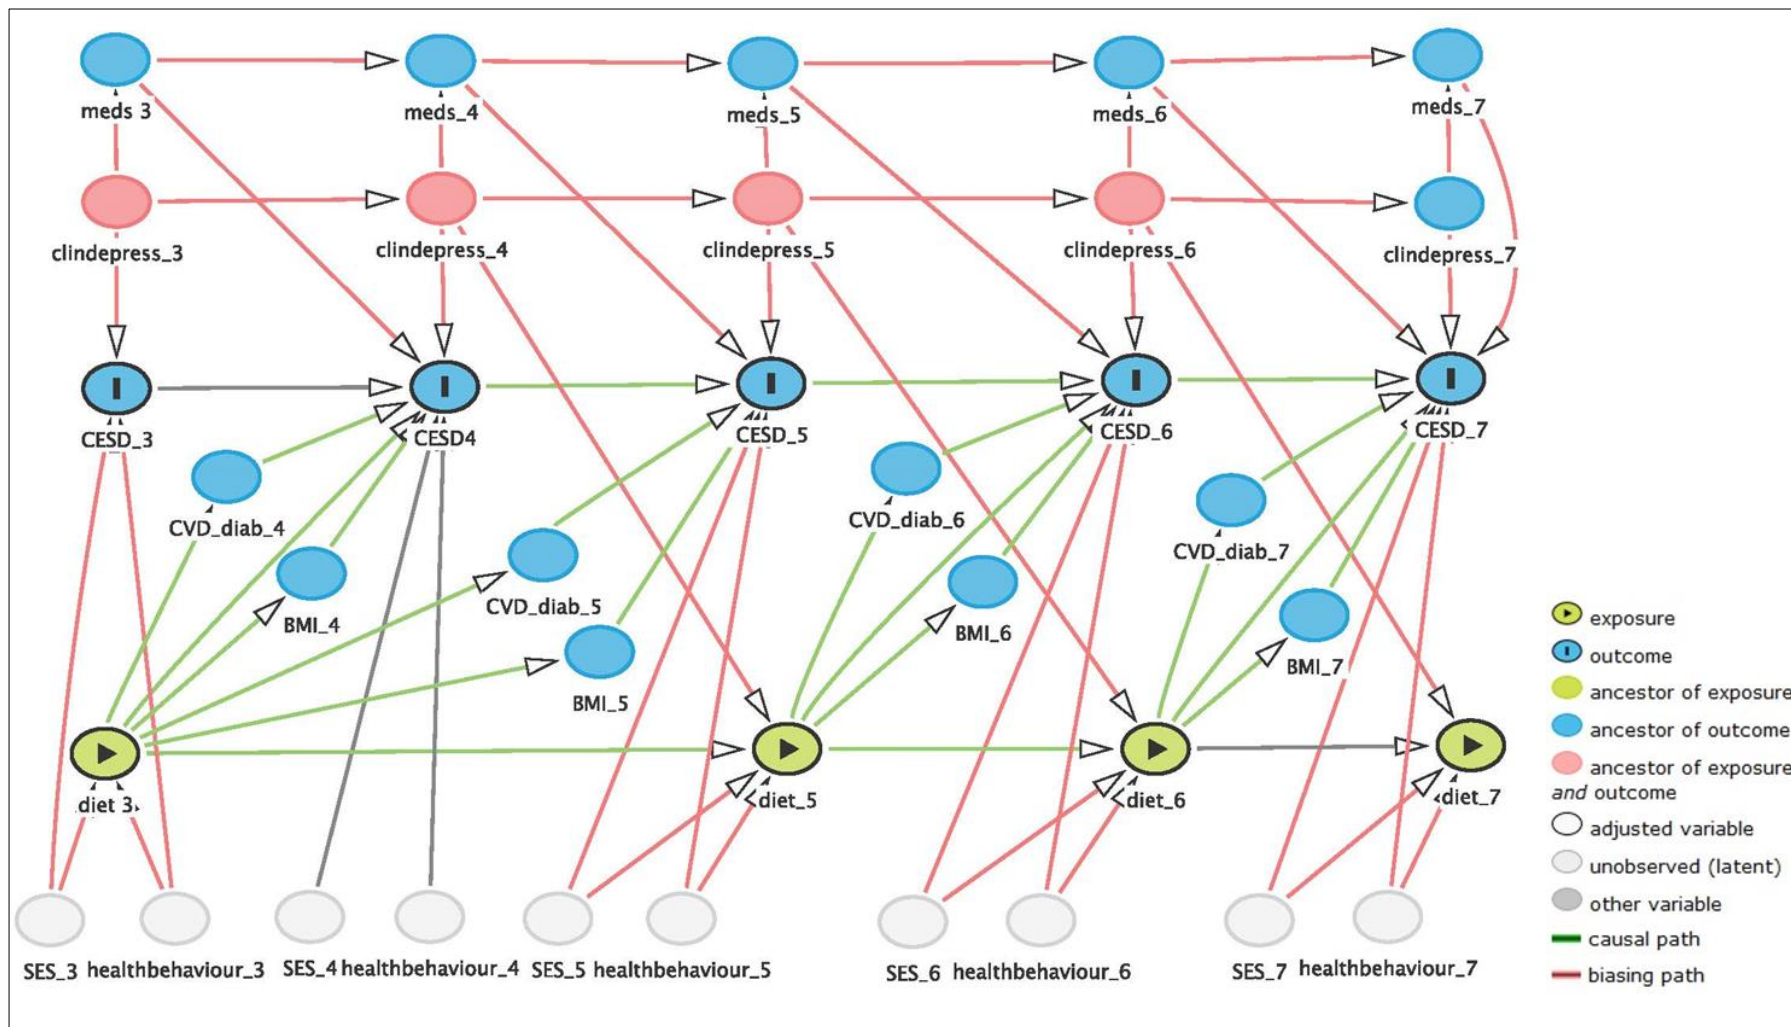 meds 3
meds_4
meds_5
meds_6
meds_7
clindepress_3
clindepress_4
clindepress_5
clindepress_6
clindepress_7
CESD_3
CESD4
CESD_5
CESD_6
CESD_7
CVD_diab_4
BMI_4
CVD_diab_5
BMI_5
CVD_diab_6
BMI_6
CVD_diab_7
BMI_7
diet 3
diet_5
diet_6
diet_7
SES_3 healthbehaviour_3 SES_4 healthbehaviour_4 SES_5 healthbehaviour_5 SES_6 healthbehaviour_6 SES_7 healthbehaviour_7
exposure
outcome
ancestor of exposure
ancestor of outcome
ancestor of exposure
and outcome
adjusted variable
unobserved (latent)
other variable
causal path
biasing path